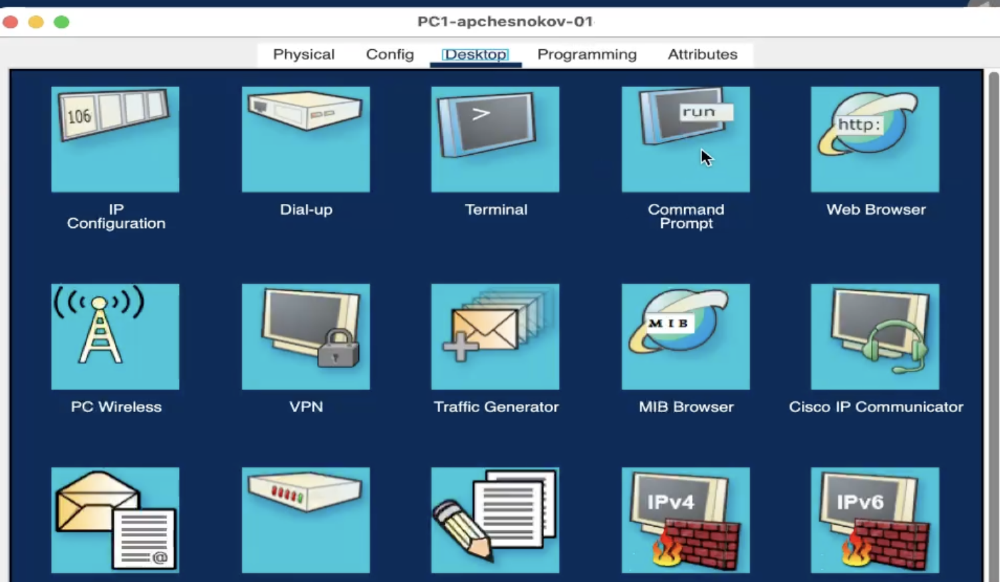 PC1-apchesnokov-01
Physical Config Desktop Programming Attributes
106
>
run
http:
IP
Configuration
Dial-up
Terminal
Command
Prompt
Web Browser
MIB
PC Wireless
VPN
Traffic Generator
MIB Browser
Cisco IP Communicator
@
IPv4
IPv6